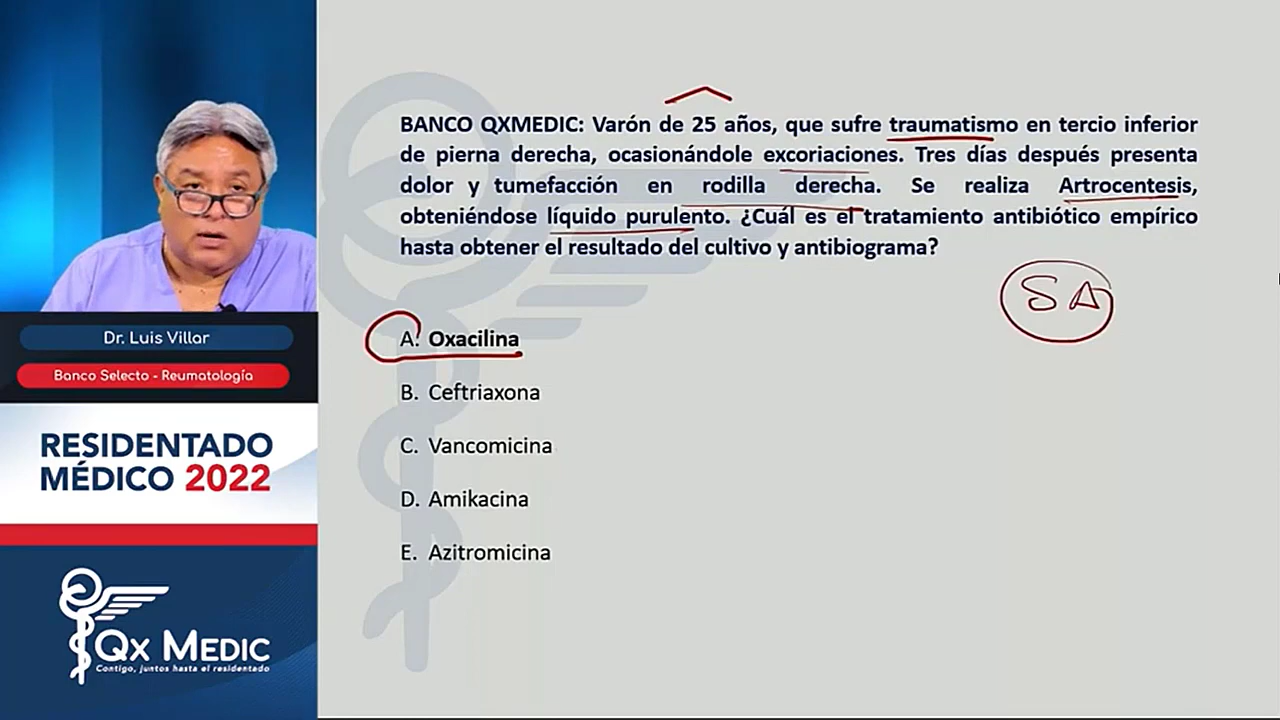 BANCO QXMEDIC: Varón de 25 años, que sufre traumatismo en tercio inferior
de pierna derecha, ocasionándole excoriaciones. Tres días después presenta
dolor y tumefacción en rodilla derecha. Se realiza Artrocentesis,
obteniéndose líquido purulento. ¿Cuál es el tratamiento antibiótico empírico
hasta obtener el resultado del cultivo y antibiograma?
SA
A. Oxacilina
B. Ceftriaxona
C. Vancomicina
D. Amikacina
E. Azitromicina
Dr. Luis Villar
Banco Selecto - Reumatología
RESIDENTADO
MÉDICO 2022
Qx MEDIC
Contigo, juntos hasta el residentado